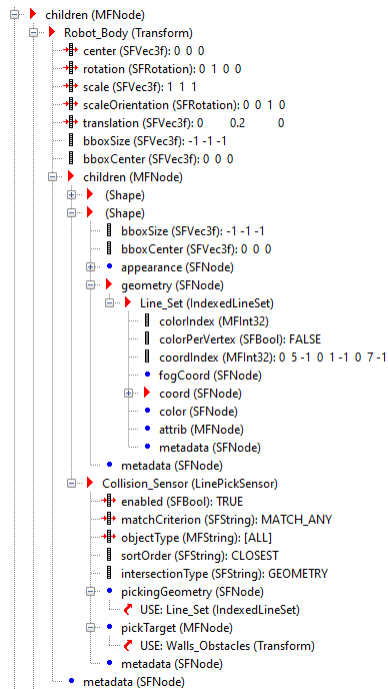 children (MFNode)
Robot_Body (Transform)
center (SFVec3f): 0 0 0
rotation (SFRotation): 0 1 0 0
scale (SFVec3f): 1 1 1
scaleOrientation (SFRotation): 0 0 1 0
translation (SFVec3f): 0 0.2 0
bboxSize (SFVec3f): -1 -1 -1
bboxCenter (SFVec3f): 0 0 0
children (MFNode)
(Shape)
(Shape)
bboxSize (SFVec3f): -1 -1 -1
bboxCenter (SFVec3f): 0 0 0
appearance (SFNode)
geometry (SFNode)
Line_Set (IndexedLineSet)
colorIndex (MFInt32)
colorPerVertex (SFBool): FALSE
coordIndex (MFInt32): 0 5 -1 0 1 -1 0 7 -1
fogCoord (SFNode)
coord (SFNode)
color (SFNode)
attrib (MFNode)
metadata (SFNode)
metadata (SFNode)
Collision_Sensor (LinePickSensor)
enabled (SFBool): TRUE
matchCriterion (SFString): MATCH_ANY
objectType (MFString): [ALL]
sortOrder (SFString): CLOSEST
intersectionType (SFString): GEOMETRY
pickingGeometry (SFNode)
USE: Line_Set (IndexedLineSet)
pickTarget (MFNode)
USE: Walls_Obstacles (Transform)
metadata (SFNode)
metadata (SFNode)